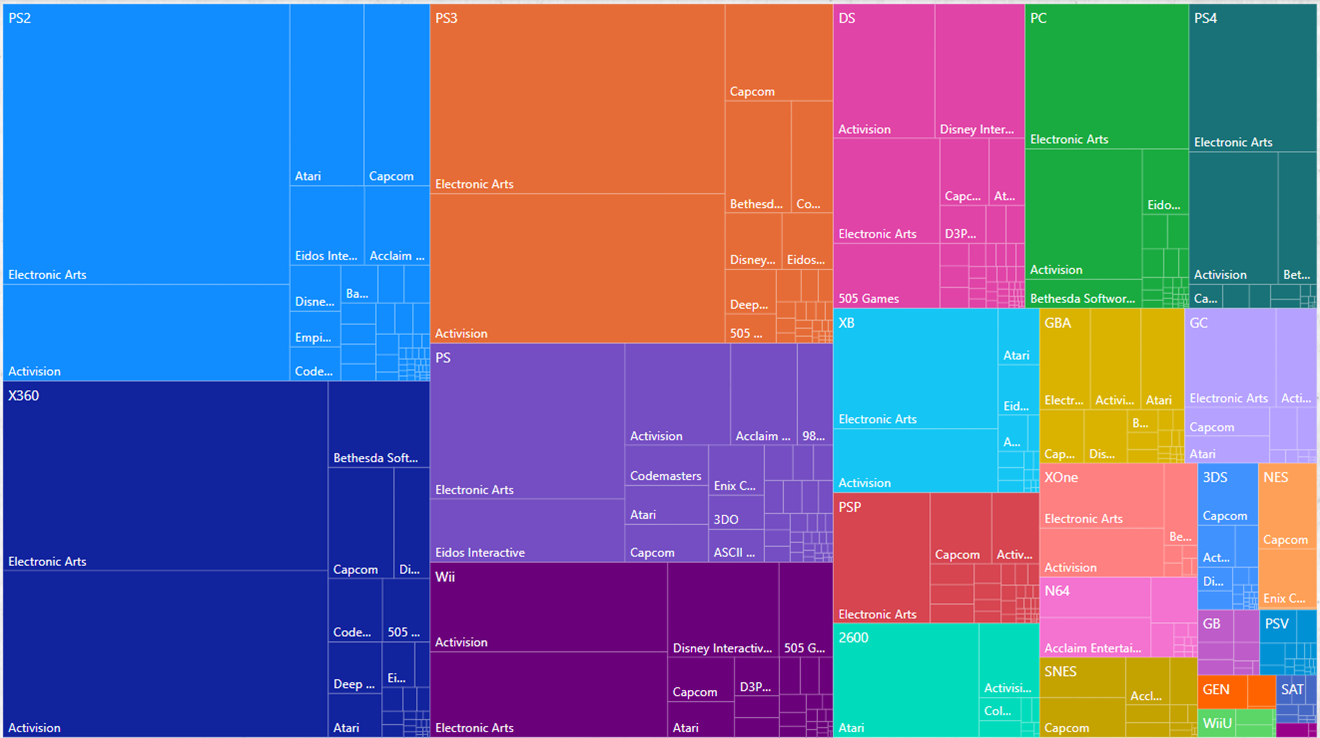 PS2
Electronic Arts
Activision
Atari
Capcom
Eidos Inte...
Acclaim ...
Disne...
Ba...
Empi...
Code...
X360
Electronic Arts
Activision
Bethesda Soft...
Capcom
Di...
Code...
505 ...
Deep ...
Ei...
Atari
PS3
Electronic Arts
Activision
Capcom
Bethesd...
Co...
Disney...
Eidos...
Deep...
505 ...
PS
Electronic Arts
Eidos Interactive
Activision
Acclaim ...
98...
Codemasters
Enix C...
Atari
3DO
Capcom
ASCII ...
Wii
Activision
Electronic Arts
Disney Interactiv...
505 G...
Capcom
D3P...
Atari
DS
Activision
Disney Inter...
Electronic Arts
Capc...
At...
D3P...
505 Games
PC
Electronic Arts
Activision
Eido...
Bethesda Softwor...
PS4
Electronic Arts
Activision
Bet...
Ca...
XB
Electronic Arts
Activision
Atari
Eid...
A...
GBA
Electr...
Activi...
Atari
Cap...
Dis...
B...
GC
Electronic Arts
Acti...
Capcom
Atari
PSP
Electronic Arts
Capcom
Activ...
2600
Atari
Activisi...
Col...
XOne
Electronic Arts
Activision
Be...
3DS
Capcom
Act...
Di...
NES
Capcom
Enix C...
N64
Acclaim Entertai...
SNES
Capcom
Accl...
GB
PSV
GEN
SAT
WiiU